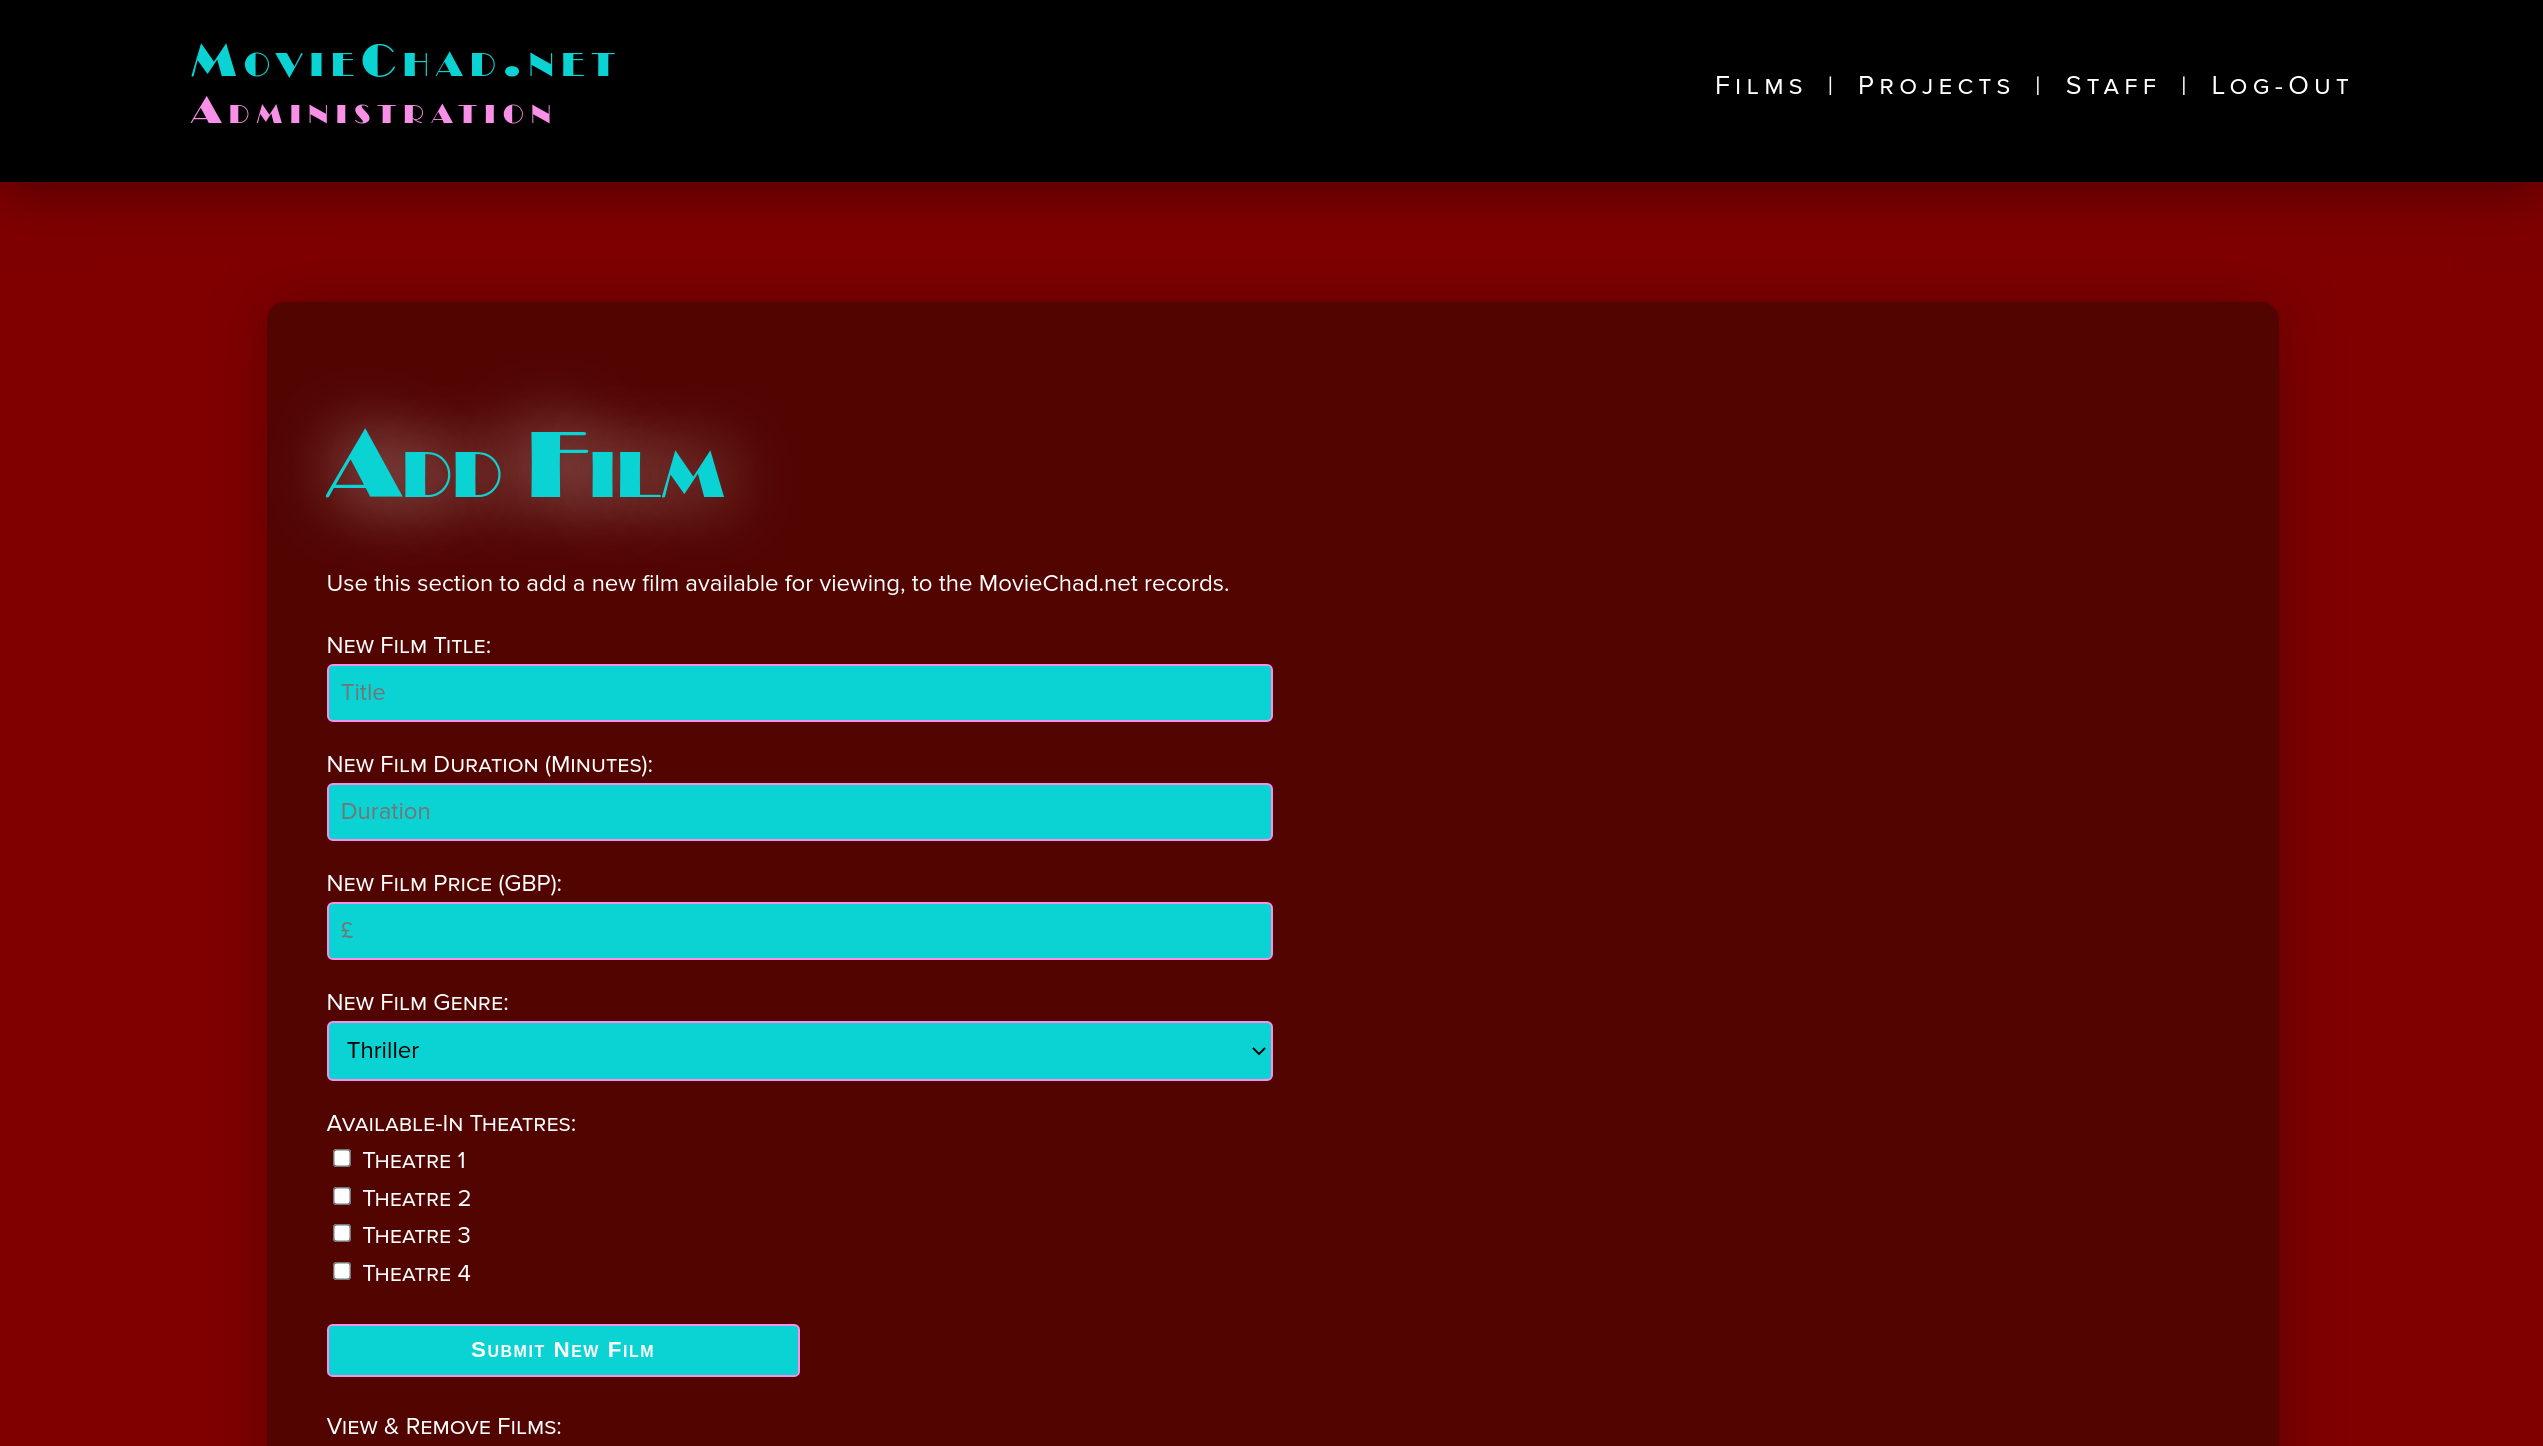 MovieChad.net
Administration
Films | Projects | Staff | Log-Out
Add Film
Use this section to add a new film available for viewing, to the MovieChad.net records.
New Film Title:
Title
New Film Duration (Minutes):
Duration
New Film Price (GBP):
£
New Film Genre:
Thriller
Available-In Theatres:
Theatre 1
Theatre 2
Theatre 3
Theatre 4
Submit New Film
View & Remove Films: